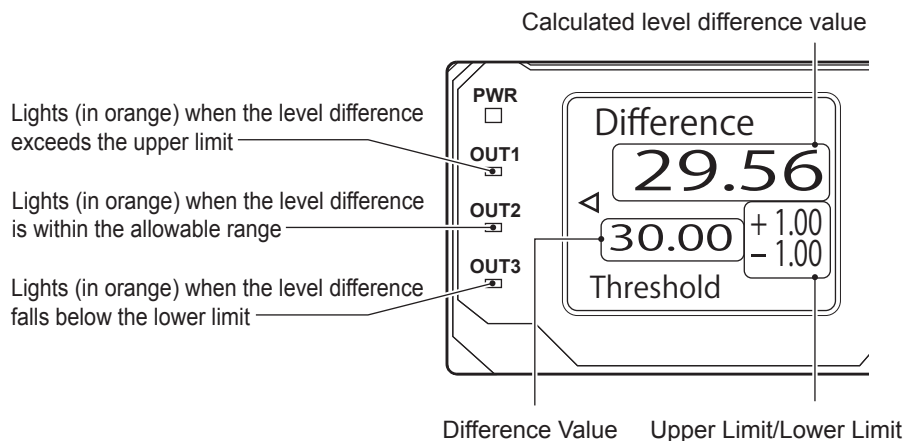 Calculated level difference value
Lights (in orange) when the level difference
exceeds the upper limit
Lights (in orange) when the level difference
is within the allowable range
Lights (in orange) when the level difference
falls below the lower limit
PWR
OUT1
OUT2
OUT3
Difference
29.56
30.00
+ 1.00
– 1.00
Threshold
Difference Value
Upper Limit/Lower Limit